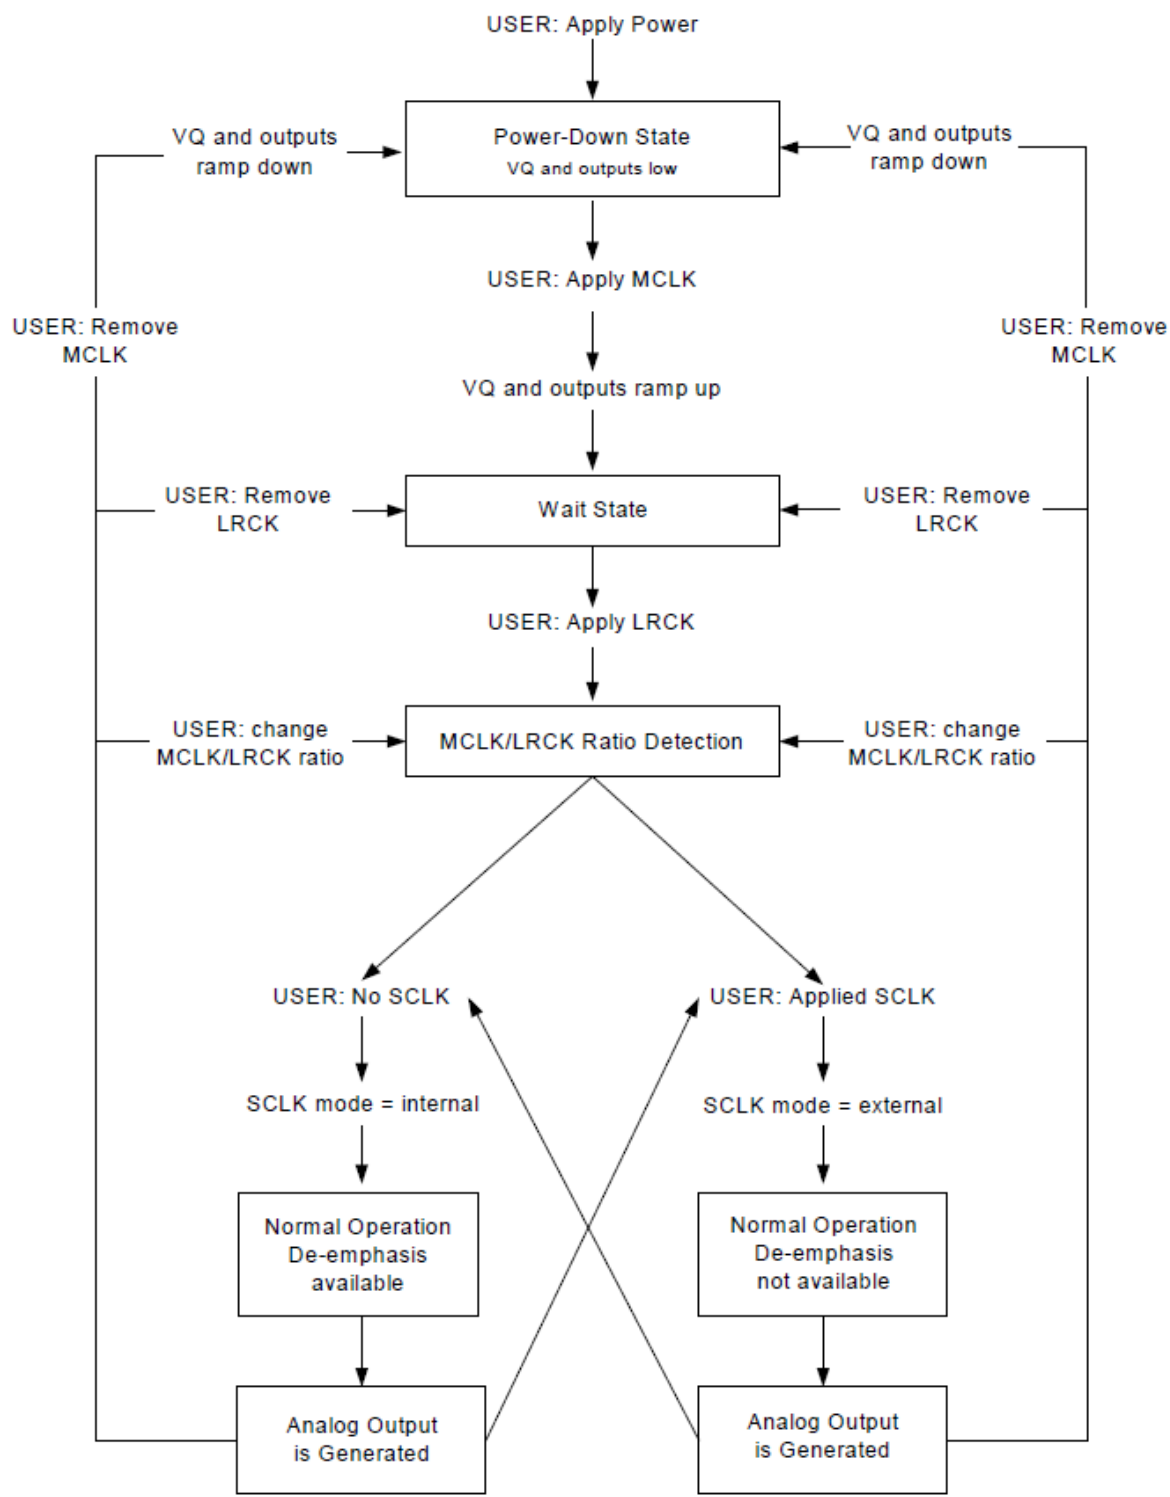 USER: Apply Power
VQ and outputs
ramp down
Power-Down State
VQ and outputs low
VQ and outputs
ramp down
USER: Apply MCLK
USER: Remove
MCLK
USER: Remove
MCLK
VQ and outputs ramp up
USER: Remove
LRCK
Wait State
USER: Remove
LRCK
USER: Apply LRCK
USER: change
MCLK/LRCK ratio
MCLK/LRCK Ratio Detection
USER: change
MCLK/LRCK ratio
USER: No SCLK
USER: Applied SCLK
SCLK mode = internal
SCLK mode = external
Normal Operation
De-emphasis
available
Normal Operation
De-emphasis
not available
Analog Output
is Generated
Analog Output
is Generated